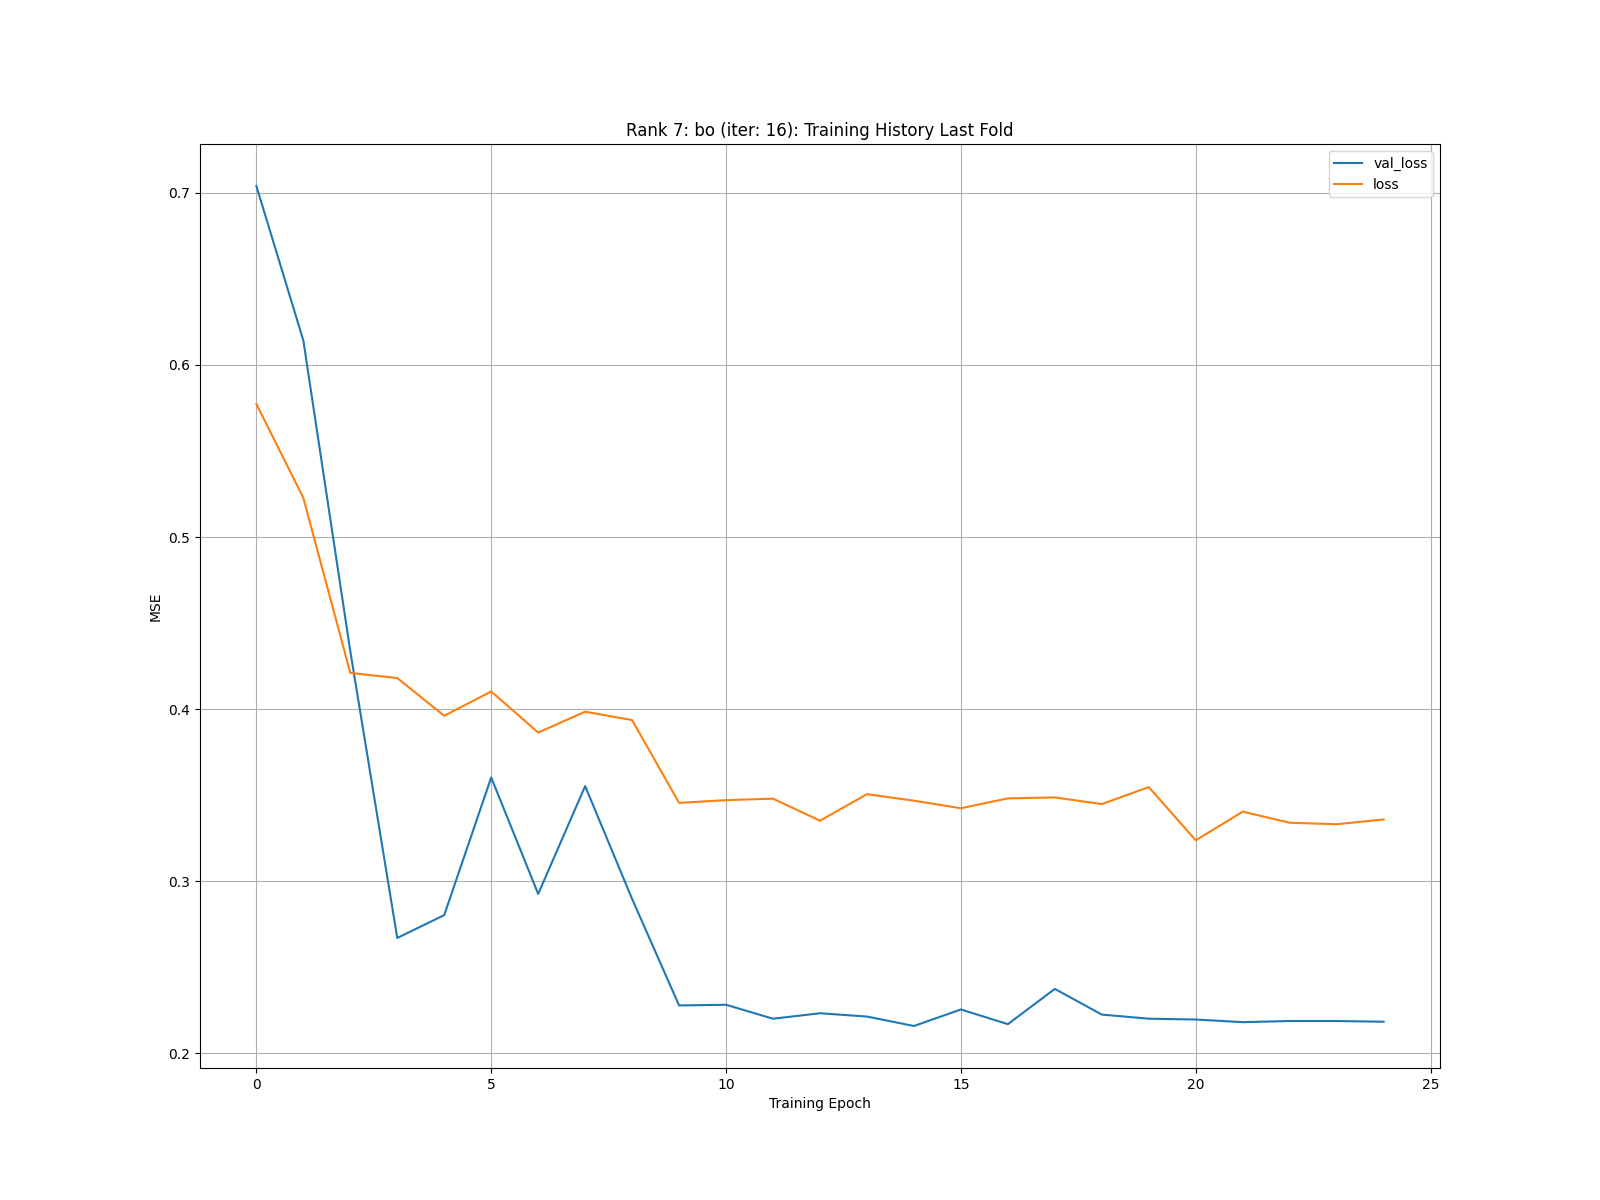 Rank 7: bo (iter: 16): Training History Last Fold
val_loss
loss
0.7
0.6
0.5
0.4
0.3
0.2
MSE
0 5 10 15 20 25
Training Epoch